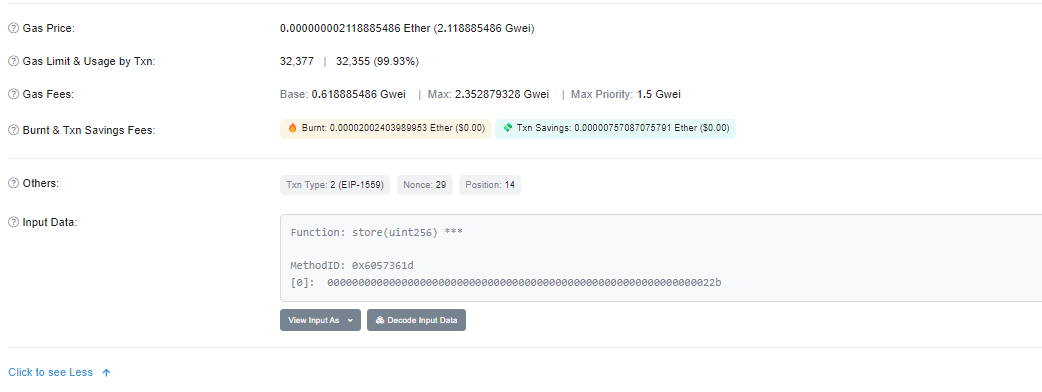 Gas Price: 0.000000002118885486 Ether (2.118885486 Gwei)
Gas Limit & Usage by Txn: 32,377 | 32,355 (99.93%)
Gas Fees: Base: 0.618885486 Gwei | Max: 2.352879328 Gwei | Max Priority: 1.5 Gwei
Burnt & Txn Savings Fees: Burnt: 0.00002002403989953 Ether ($0.00) Txn Savings: 0.00000757087075791 Ether ($0.00)
Others: Txn Type: 2 (EIP-1559) Nonce: 29 Position: 14
Input Data:
Function: store(uint256) ***
MethodID: 0x6057361d
[0]: 000000000000000000000000000000000000000000000000000000000000022b
View Input As Decode Input Data
Click to see Less